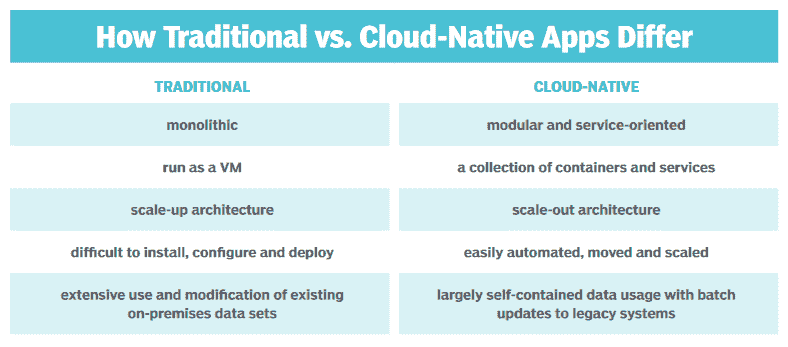 How Traditional vs. Cloud-Native Apps Differ
TRADITIONAL CLOUD-NATIVE
monolithic modular and service-oriented
run as a VM a collection of containers and services
scale-up architecture scale-out architecture
difficult to install, configure and deploy easily automated, moved and scaled
extensive use and modification of existing largely self-contained data usage with batch
on-premises data sets updates to legacy systems